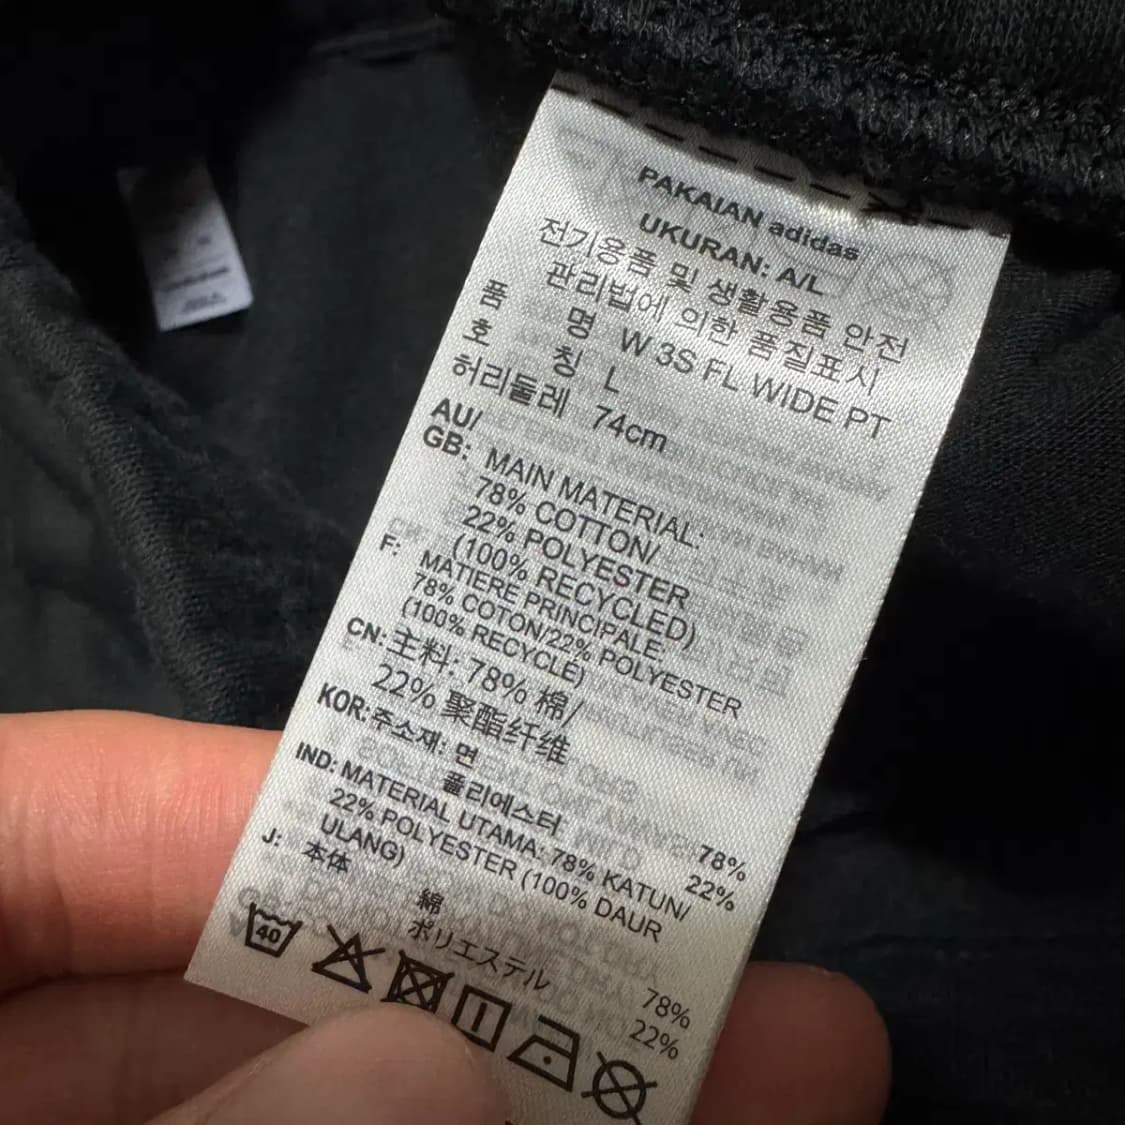 PAKAIAN adidas
UKURAN: A/L
전기용품 및 생활용품 안전
관리법에 의한 품질표시
품 명 W 3S FL WIDE PT
호 칭 L
허리둘레 74cm
AU/
GB: MAIN MATERIAL:
78% COTTON/
22% POLYESTER
(100% RECYCLED)
F: MATIERE PRINCIPALE:
78% COTON/22% POLYESTER
(100% RECYCLE)
CN: 主料: 78% 棉/
22% 聚酯纤维
KOR: 주소재: 면 78%
폴리에스터 22%
IND: MATERIAL UTAMA: 78% KATUN/
22% POLYESTER (100% DAUR
ULANG)
J: 本体
綿 78%
ポリエステル 22%
40